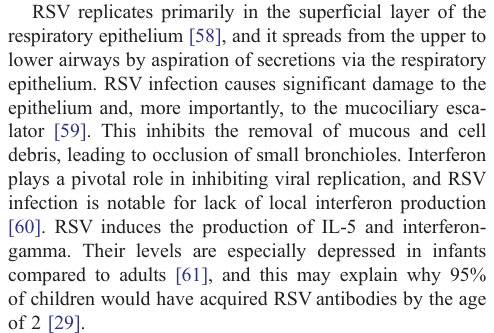 RSV replicates primarily in the superficial layer of the
respiratory epithelium [58], and it spreads from the upper to
lower airways by aspiration of secretions via the respiratory
epithelium. RSV infection causes significant damage to the
epithelium and, more importantly, to the mucociliary esca-
lator [59]. This inhibits the removal of mucous and cell
debris, leading to occlusion of small bronchioles. Interferon
plays a pivotal role in inhibiting viral replication, and RSV
infection is notable for lack of local interferon production
[60]. RSV induces the production of IL-5 and interferon-
gamma. Their levels are especially depressed in infants
compared to adults [61], and this may explain why 95%
of children would have acquired RSV antibodies by the age
of 2 [29].